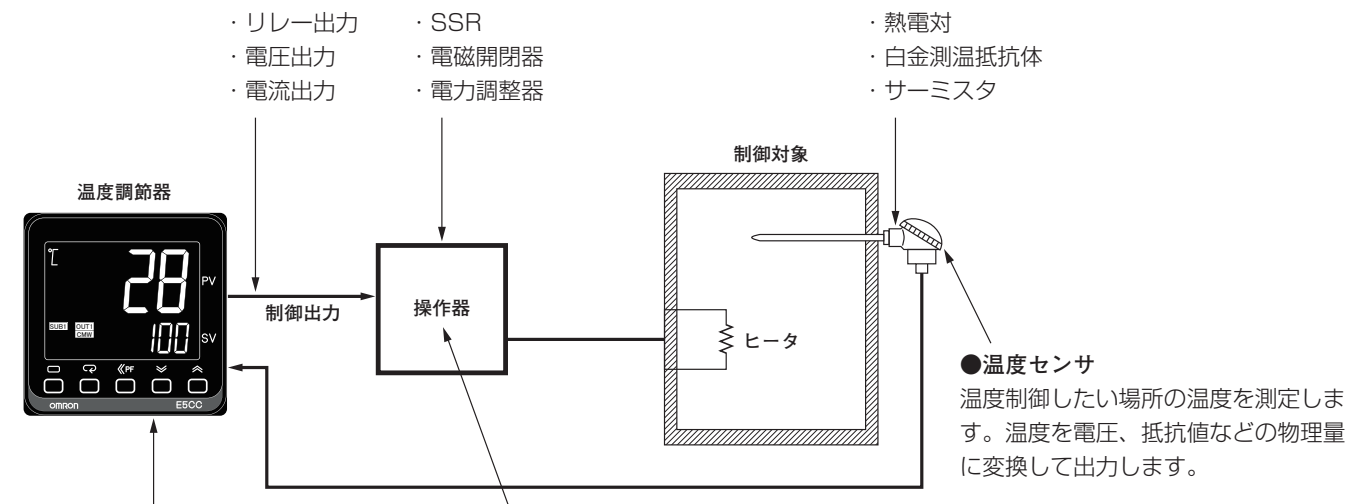 ・リレー出力
・電圧出力
・電流出力
・SSR
・電磁開閉器
・電力調整器
・熱電対
・白金測温抵抗体
・サーミスタ
制御対象
温度調節器
℃
28
PV
SUB1 OUT1
CMW
100
SV
PF
omron E5CC
制御出力
操作器
ヒータ
●温度センサ
温度制御したい場所の温度を測定しま
す。温度を電圧、抵抗値などの物理量
に変換して出力します。